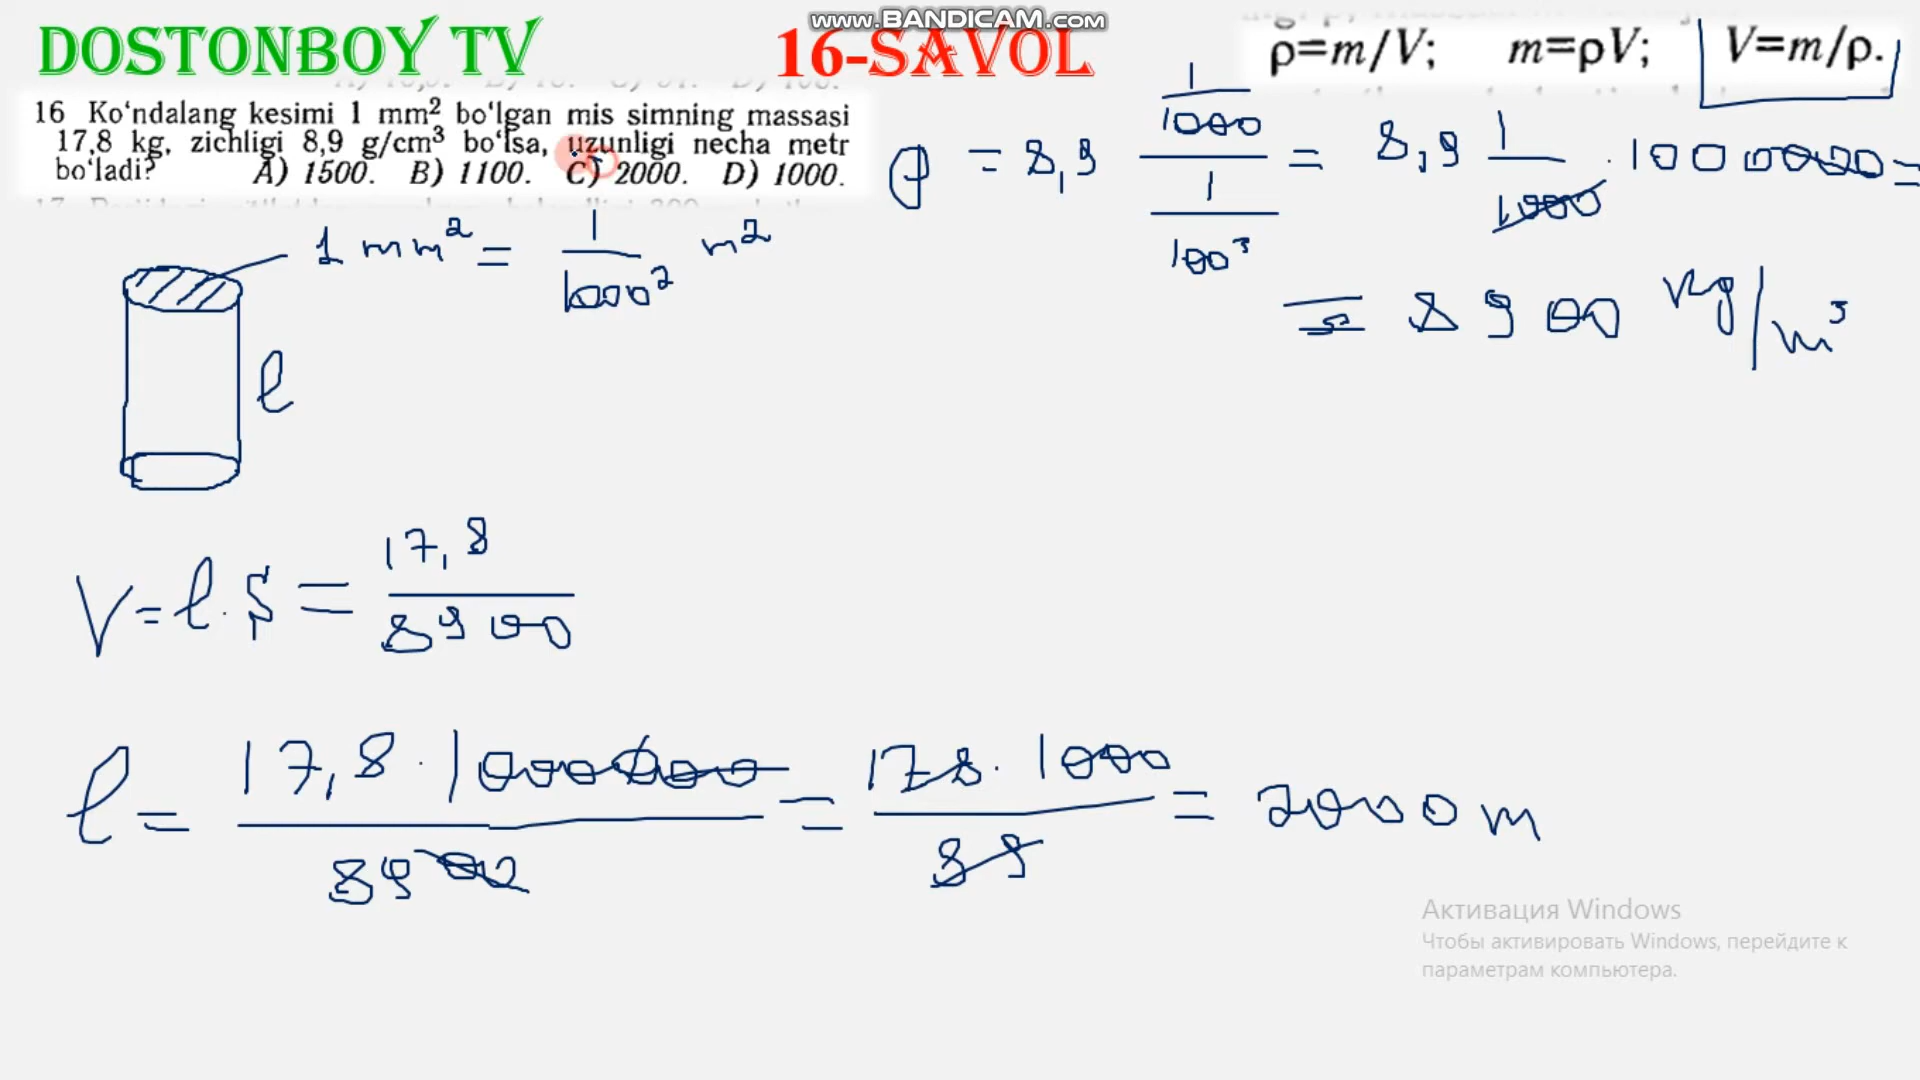 www.BANDICAM.com
DOSTONBOY TV
16-SAVOL
ρ=m/V; m=ρV; V=m/ρ.
16 Ko‘ndalang kesimi 1 mm² bo‘lgan mis simning massasi
17,8 kg, zichligi 8,9 g/cm³ bo‘lsa, uzunligi necha metr
bo‘ladi? A) 1500. B) 1100. C) 2000. D) 1000.
ρ = 8,9 (1/1000)/(1/100³) = 8,9 1/1000 · 1000000 =
= 8900 kg/m³
1 mm² = 1/1000² m²
l
V = l · S = 17,8/8900
l = 17,8 · 1000000/8900 = 178 · 1000/89 = 2000 m
Активация Windows
Чтобы активировать Windows, перейдите к
параметрам компьютера.